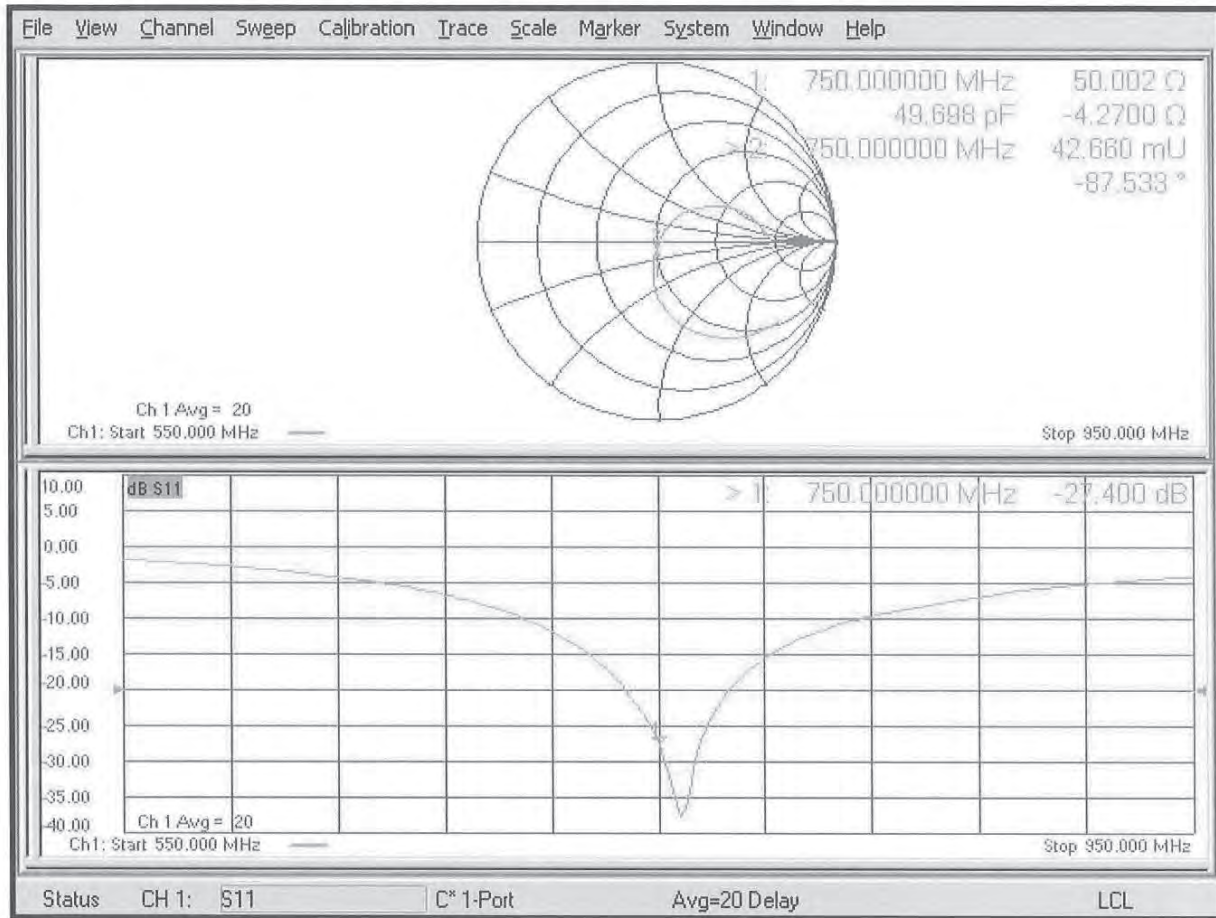 File View Channel Sweep Calibration Trace Scale Marker System Window Help
1: 750.000000 MHz 50.002 Ω
49.698 pF -4.2700 Ω
> 2: 750.000000 MHz 42.660 mU
-87.533 °
Ch 1 Avg = 20
Ch1: Start 550.000 MHz
Stop 950.000 MHz
10.00
dB S11
> 1: 750.000000 MHz -27.400 dB
5.00
0.00
-5.00
-10.00
-15.00
-20.00
-25.00
-30.00
-35.00
-40.00
Ch 1 Avg = 20
Ch1: Start 550.000 MHz
Stop 950.000 MHz
Status CH 1: S11 C* 1-Port Avg=20 Delay LCL